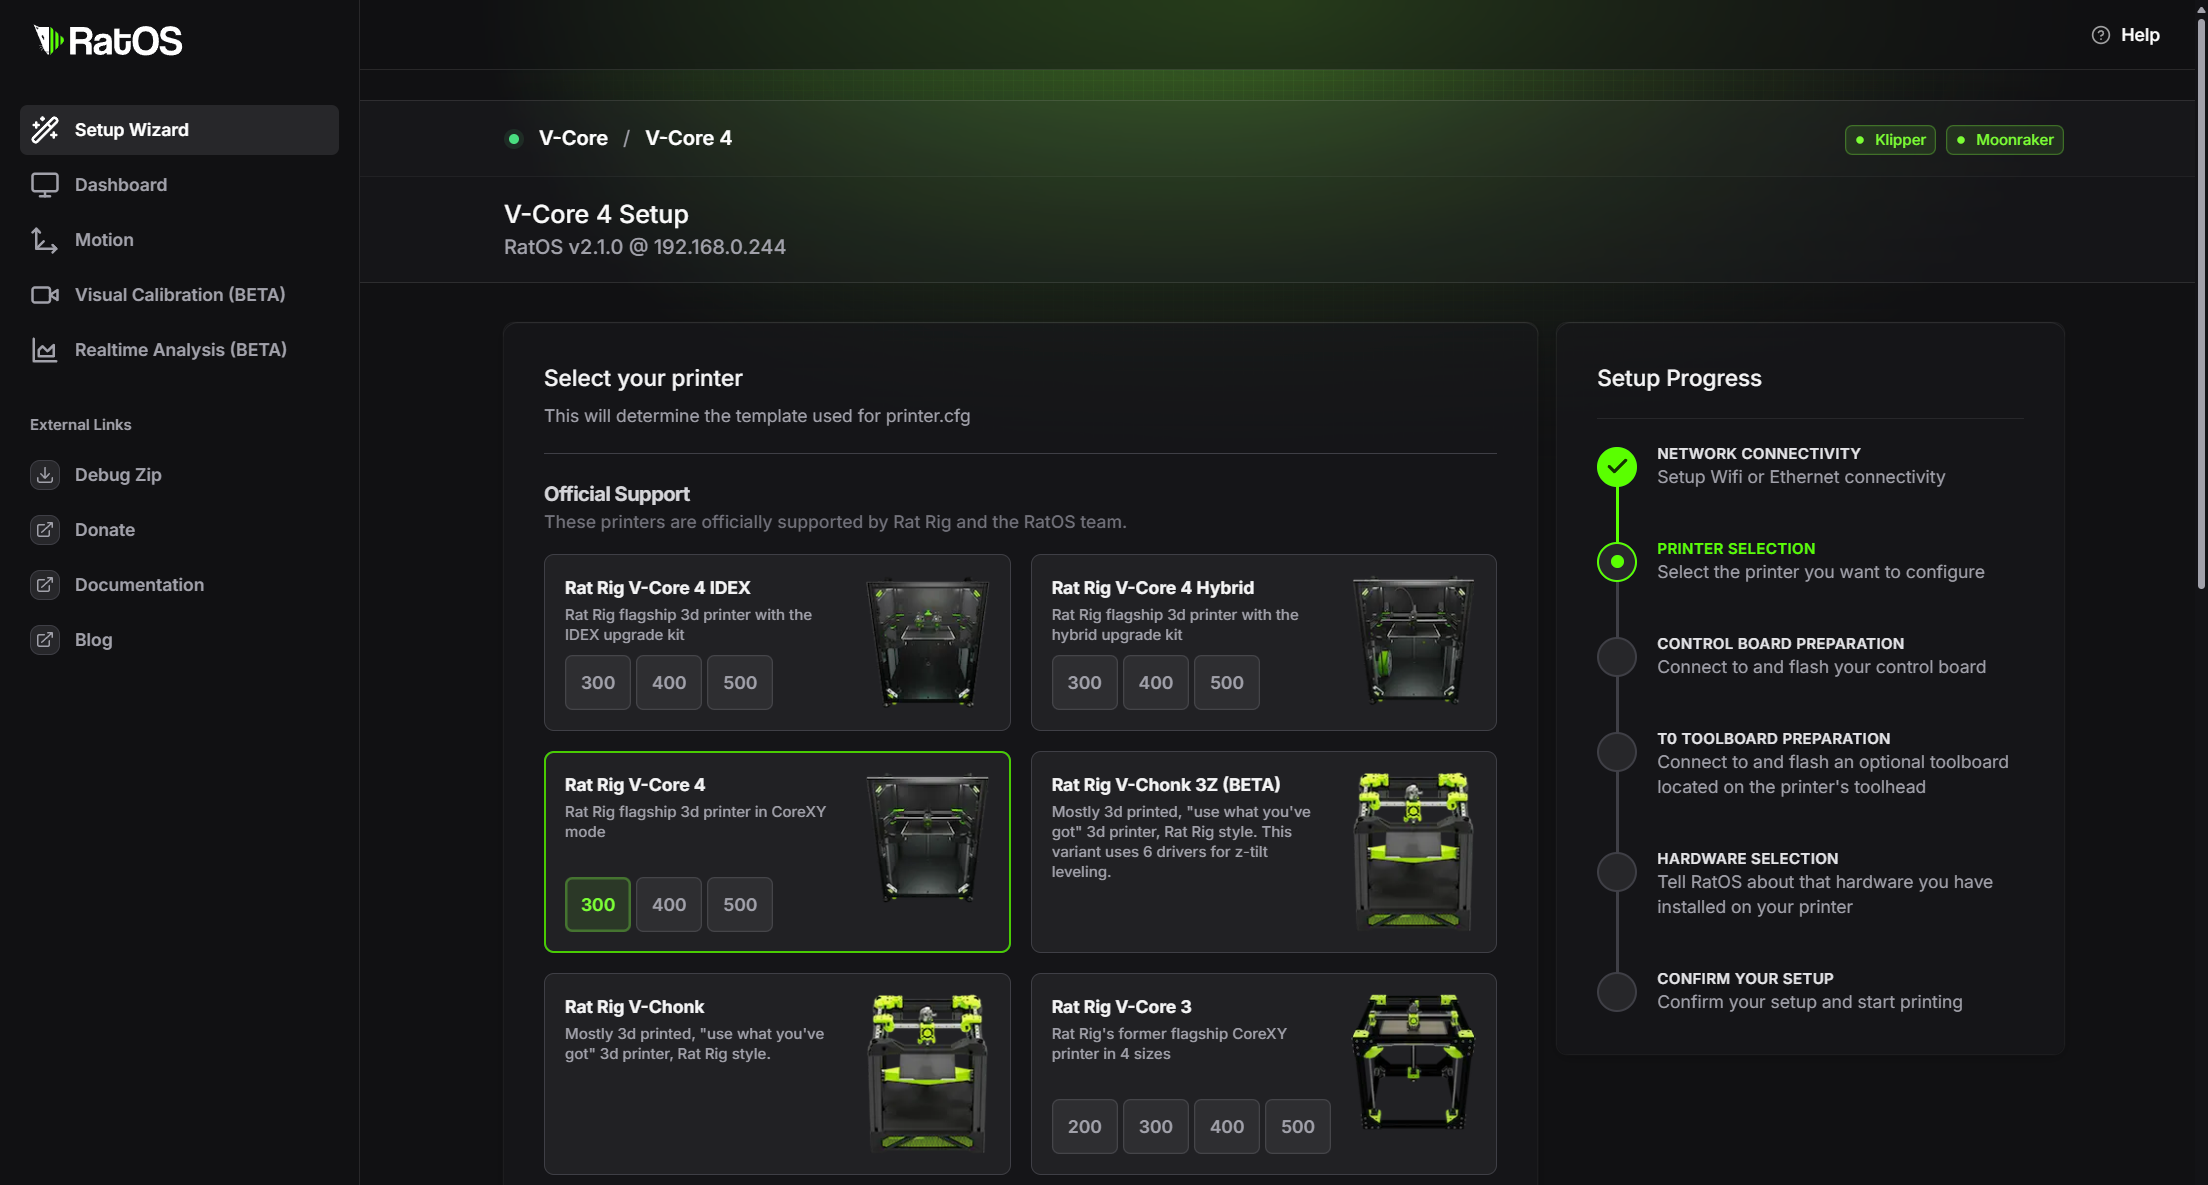 RatOS
Setup Wizard
Dashboard
Motion
Visual Calibration (BETA)
Realtime Analysis (BETA)
External Links
Debug Zip
Donate
Documentation
Blog
Help
V-Core / V-Core 4
Klipper
Moonraker
V-Core 4 Setup
RatOS v2.1.0 @ 192.168.0.244
Select your printer
This will determine the template used for printer.cfg
Official Support
These printers are officially supported by Rat Rig and the RatOS team.
Rat Rig V-Core 4 IDEX
Rat Rig flagship 3d printer with the
IDEX upgrade kit
300 400 500
Rat Rig V-Core 4 Hybrid
Rat Rig flagship 3d printer with the
hybrid upgrade kit
300 400 500
Rat Rig V-Core 4
Rat Rig flagship 3d printer in CoreXY
mode
300 400 500
Rat Rig V-Chonk 3Z (BETA)
Mostly 3d printed, "use what you've
got" 3d printer, Rat Rig style. This
variant uses 6 drivers for z-tilt
leveling.
Rat Rig V-Chonk
Mostly 3d printed, "use what you've
got" 3d printer, Rat Rig style.
Rat Rig V-Core 3
Rat Rig's former flagship CoreXY
printer in 4 sizes
200 300 400 500
Setup Progress
NETWORK CONNECTIVITY
Setup Wifi or Ethernet connectivity
PRINTER SELECTION
Select the printer you want to configure
CONTROL BOARD PREPARATION
Connect to and flash your control board
T0 TOOLBOARD PREPARATION
Connect to and flash an optional toolboard
located on the printer's toolhead
HARDWARE SELECTION
Tell RatOS about that hardware you have
installed on your printer
CONFIRM YOUR SETUP
Confirm your setup and start printing